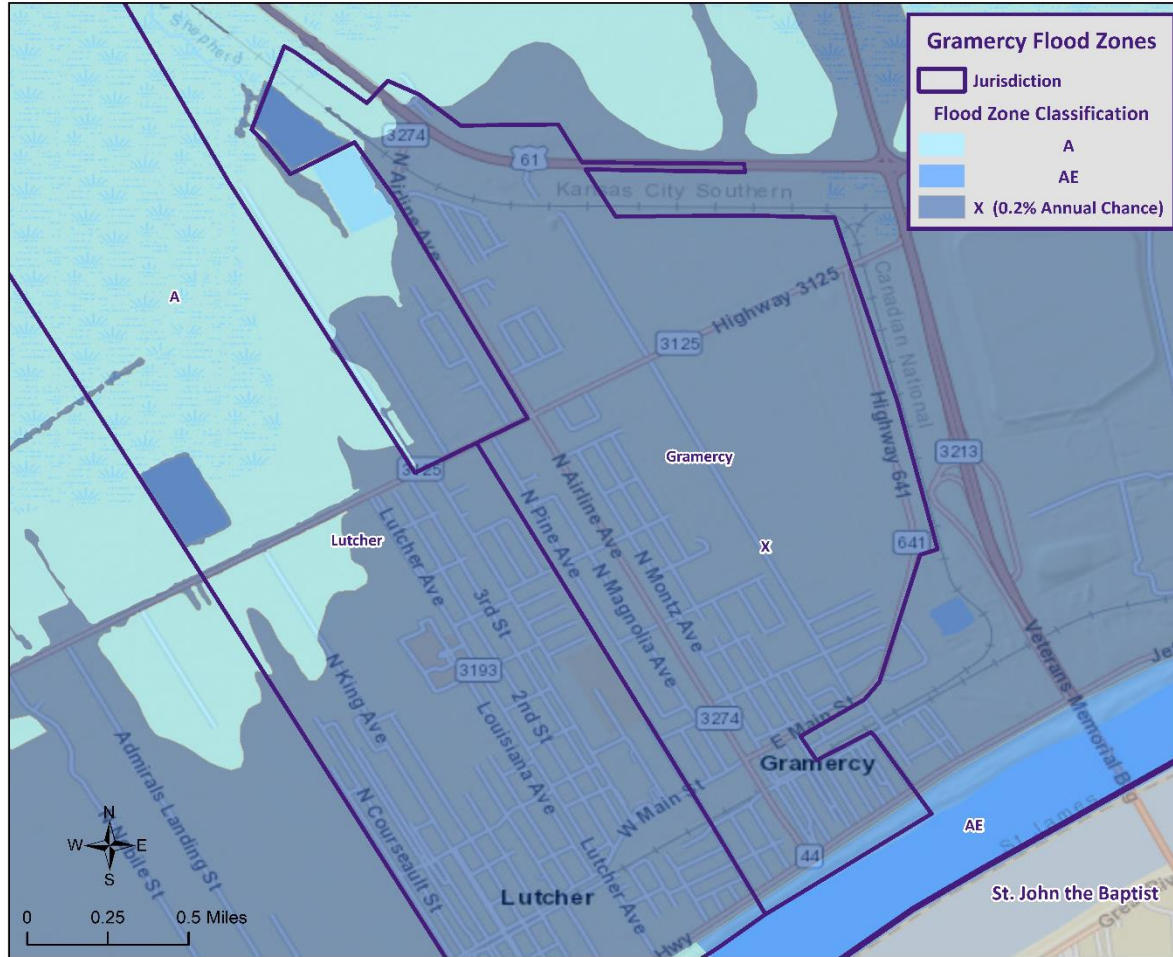 Gramercy Flood Zones
Jurisdiction
Flood Zone Classification
A
AE
X (0.2% Annual Chance)
Shepherd
3274
N Airline Ave
61
Kansas City Southern
A
Highway 3125
3125
Canadian National
Highway 641
3213
Gramercy
Lutcher
X
641
N Pine Ave
N Airline Ave
N Magnolia Ave
N Montz Ave
Lutcher Ave
3rd St
3193
2nd St
Louisiana Ave
N King Ave
N Courseault St
Admirals Landing St
N Nobile St
3274
E Main St
Gramercy
W Main St
Lutcher Ave
44
Lutcher
Hwy
Veterans Memorial Brg
AE
St. James
St. John the Baptist
N
W E
S
0 0.25 0.5 Miles